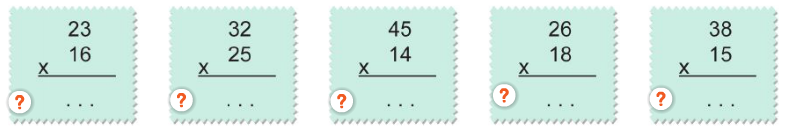 23 32 45 26 38
16 25 14 18 15
x x x x x
? ... ? ... ? ... ? ... ? ...